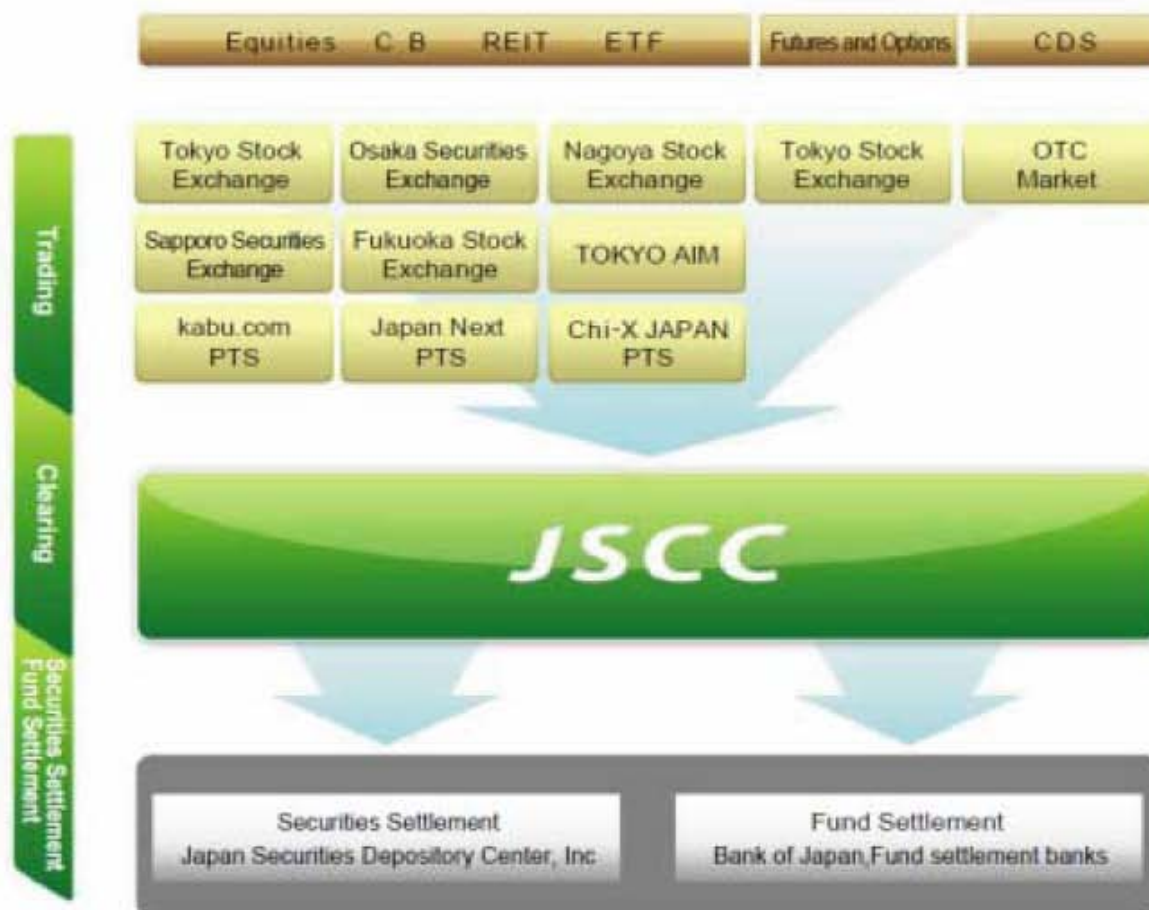 Equities C B REIT ETF
Futures and Options
CDS
Trading
Tokyo Stock
Exchange
Osaka Securities
Exchange
Nagoya Stock
Exchange
Tokyo Stock
Exchange
OTC
Market
Sapporo Securities
Exchange
Fukuoka Stock
Exchange
TOKYO AIM
kabu.com
PTS
Japan Next
PTS
Chi-X JAPAN
PTS
Clearing
JSCC
Securities Settlement
Fund Settlement
Securities Settlement
Japan Securities Depository Center, Inc
Fund Settlement
Bank of Japan,Fund settlement banks